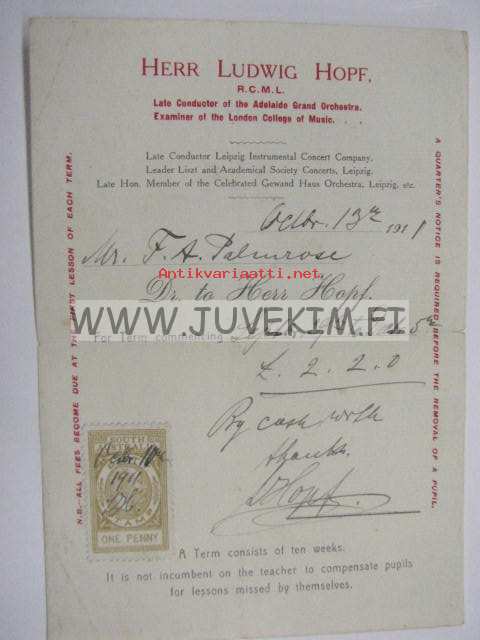 HERR LUDWIG HOPF,
R.C.M.L.
Late Conductor of the Adelaide Grand Orchestra.
Examiner of the London College of Music. . .
Late Conductor Leipzig Instrumental Concert Company,
Leader Liszt and Academical Society Concerts, Leipzig,
Late Hon. Member of the Celebrated Gewand Haus Orchestra, Leipzig, etc.
Octbr. 13th 1911
Mr. F. A. Palmrose
Antikvariaatti.net
Dr. to Herr Hopf.
WWW.JUVEKIM.FI
For Term commencing
£. 2. 2. 0
By cash with
thanks
L Hopf
SOUTH AUSTRALIA
1911
STAMP
ONE PENNY
A Term consists of ten weeks.
It is not incumbent on the teacher to compensate pupils
for lessons missed by themselves.
N.B.-ALL FEES BECOME DUE AT THE FIRST LESSON OF EACH TERM.
A QUARTER'S NOTICE IS REQUIRED BEFORE THE REMOVAL OF A PUPIL.